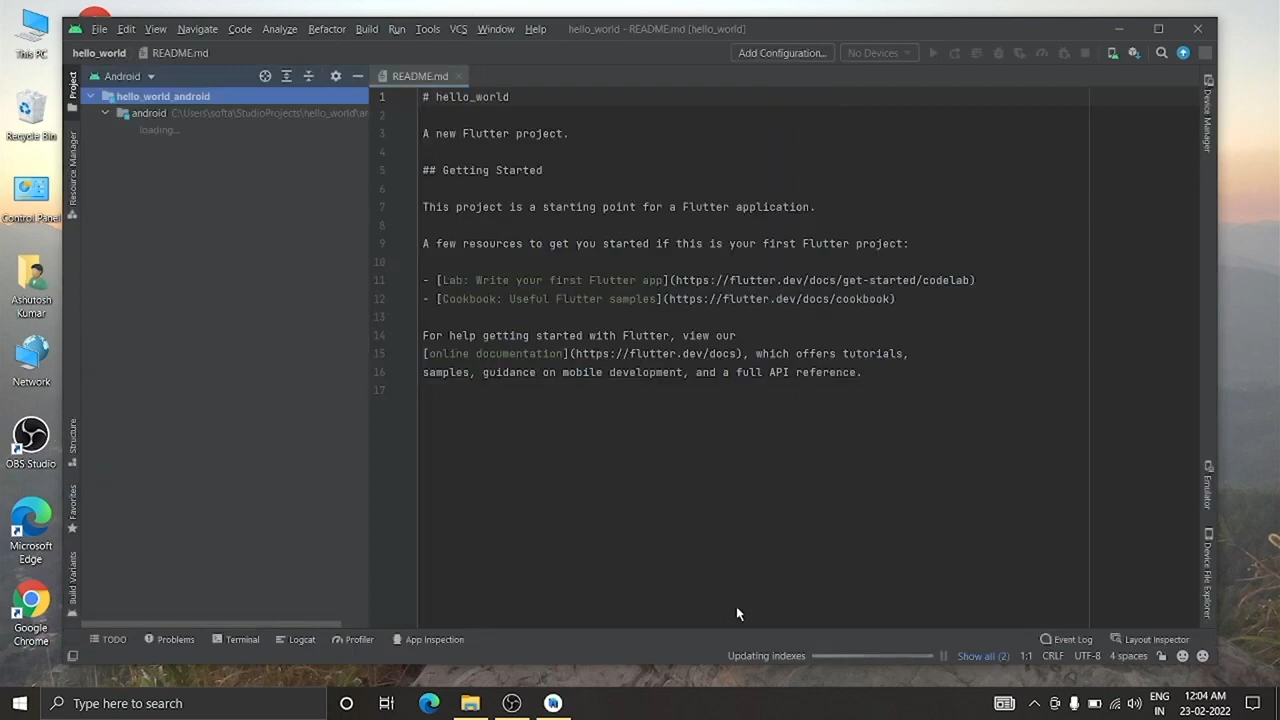 This PC
Recycle Bin
Control Panel
Ashutosh
Kumar
Network
OBS Studio
Microsoft
Edge
Google
Chrome
File Edit View Navigate Code Analyze Refactor Build Run Tools VCS Window Help hello_world - README.md [hello_world]
hello_world README.md Add Configuration... No Devices
Project
Resource Manager
Structure
Favorites
Build Variants
Android
hello_world_android
android C:\Users\softa\StudioProjects\hello_world\ar
loading...
README.md
1 # hello_world
2
3 A new Flutter project.
4
5 ## Getting Started
6
7 This project is a starting point for a Flutter application.
8
9 A few resources to get you started if this is your first Flutter project:
10
11 - [Lab: Write your first Flutter app](https://flutter.dev/docs/get-started/codelab)
12 - [Cookbook: Useful Flutter samples](https://flutter.dev/docs/cookbook)
13
14 For help getting started with Flutter, view our
15 [online documentation](https://flutter.dev/docs), which offers tutorials,
16 samples, guidance on mobile development, and a full API reference.
17
Device Manager
Emulator
Device File Explorer
TODO Problems Terminal Logcat Profiler App Inspection Event Log Layout Inspector
Updating indexes Show all (2) 1:1 CRLF UTF-8 4 spaces
Type here to search
ENG
IN
12:04 AM
23-02-2022